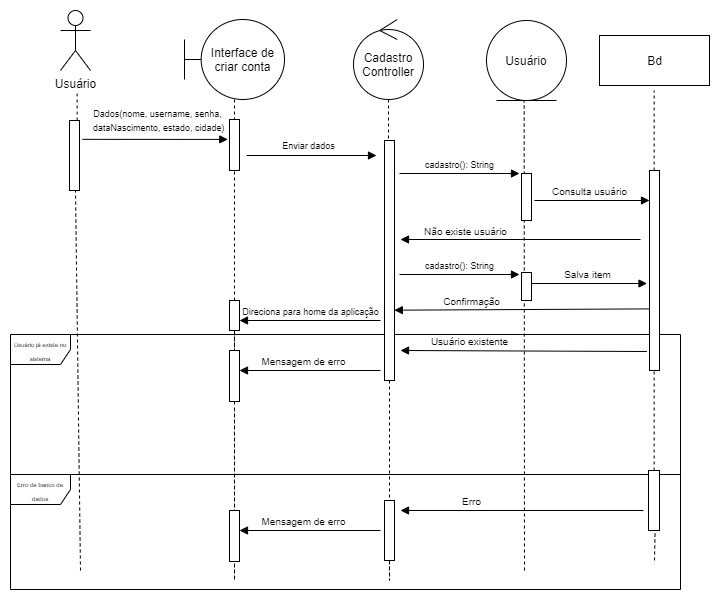 Interface de
criar conta
Cadastro
Controller
Usuário
Bd
Usuário
Dados(nome, username, senha,
dataNascimento, estado, cidade)
Enviar dados
cadastro(): String
Consulta usuário
Não existe usuário
cadastro(): String
Salva item
Confirmação
Direciona para home da aplicação
Usuário já existe no
sistema
Usuário existente
Mensagem de erro
Erro de banco de
dados
Erro
Mensagem de erro